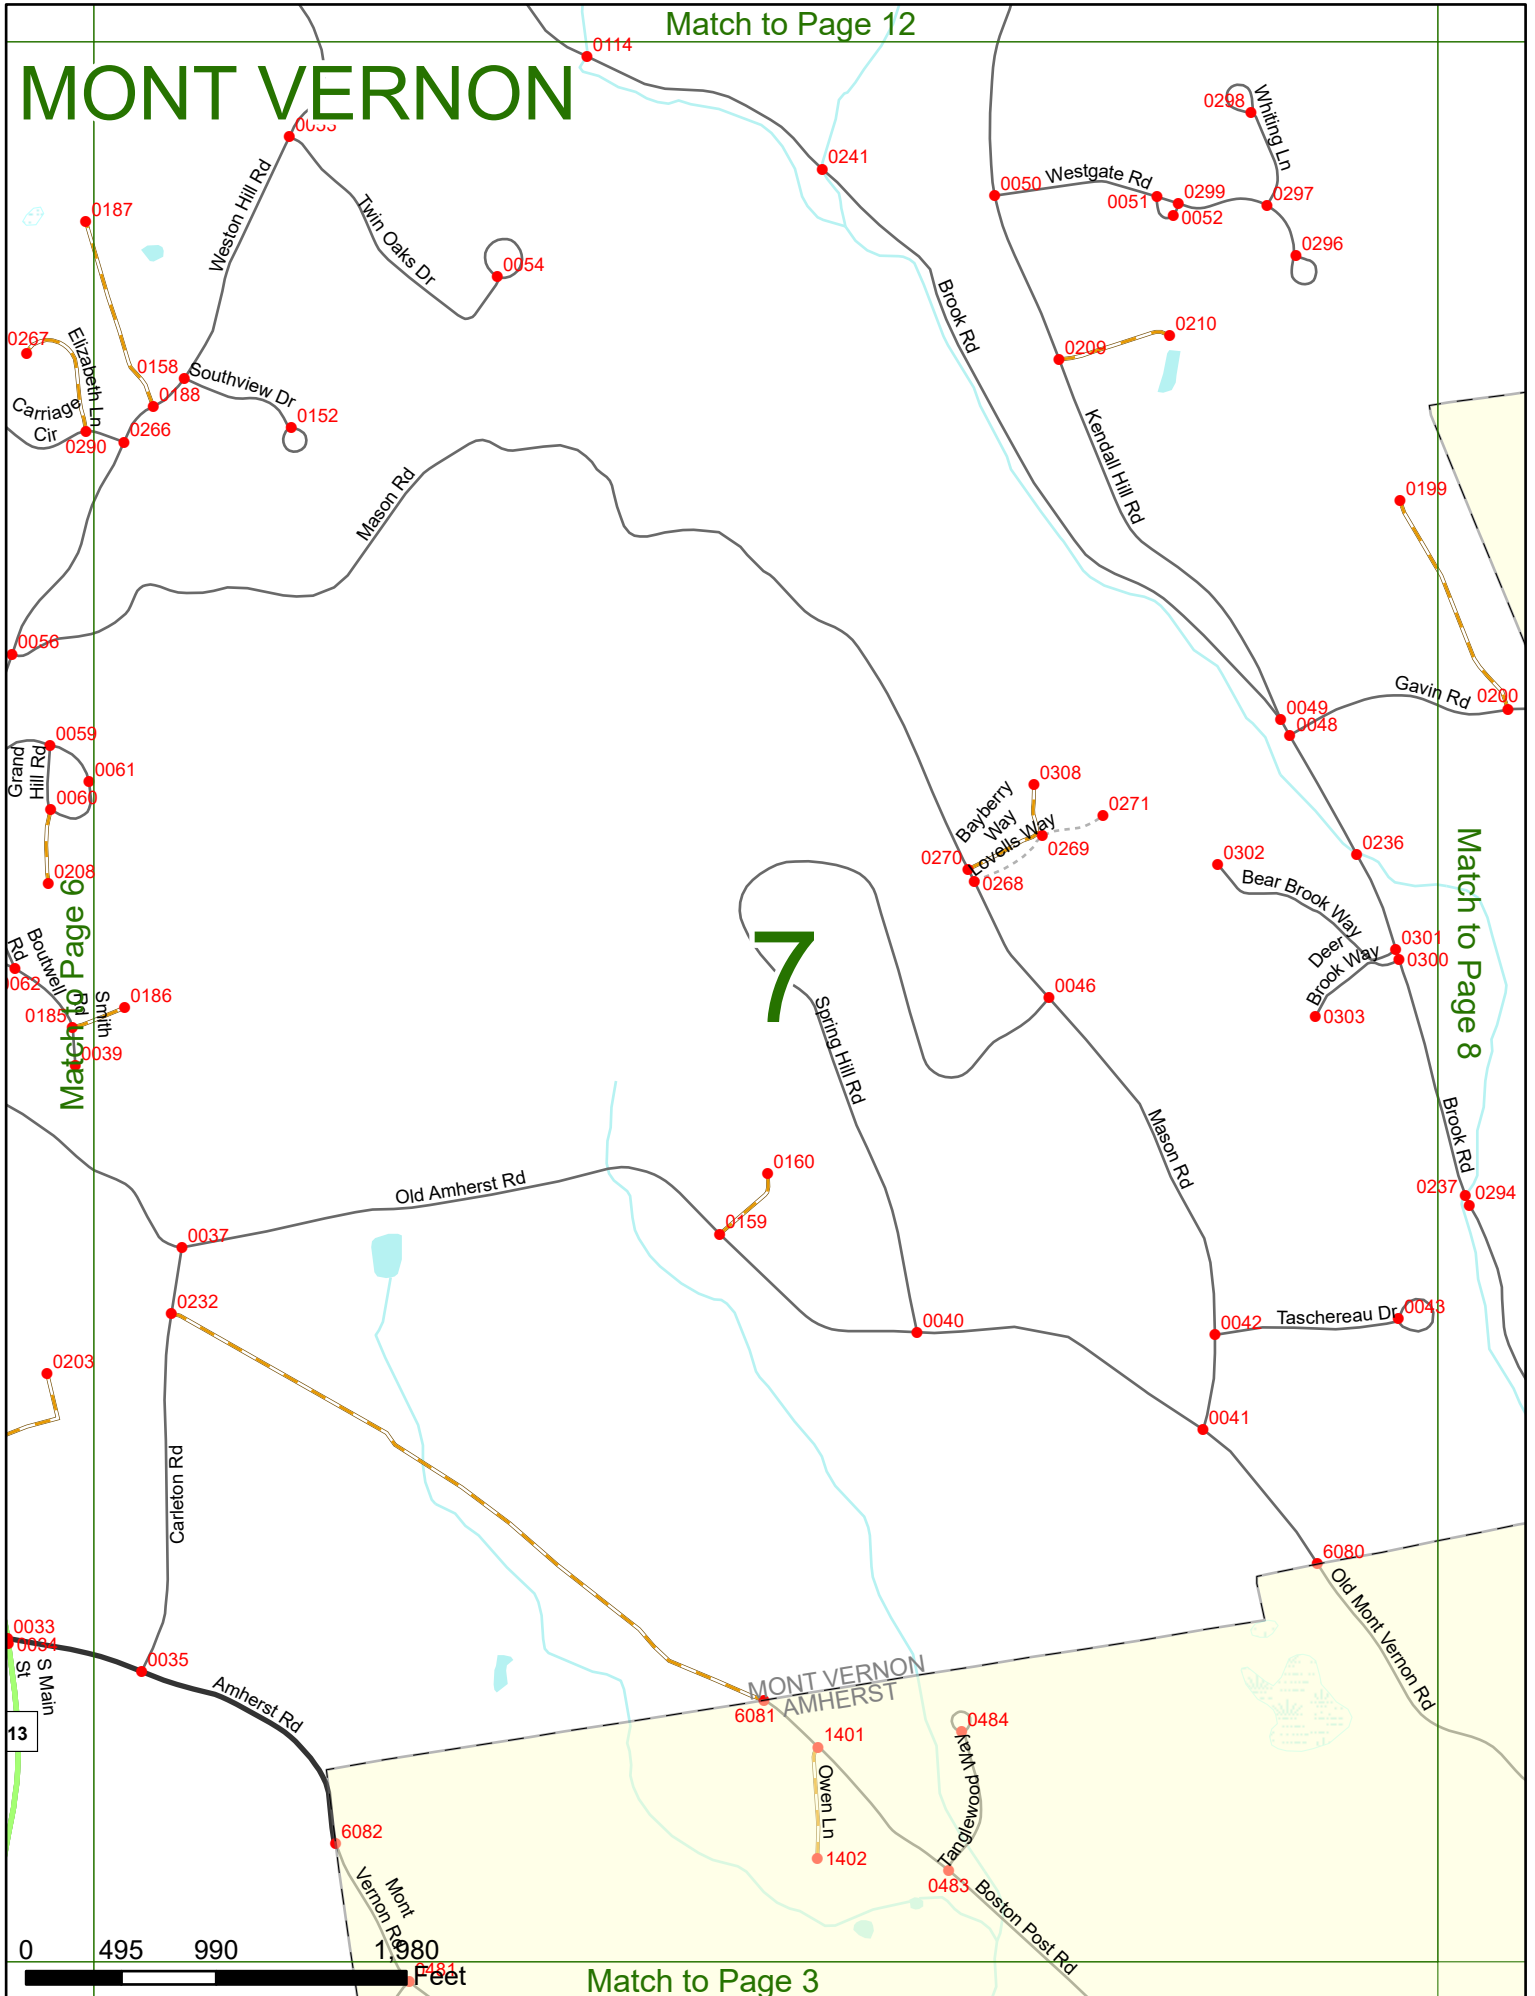 Match to Page 12
MONT VERNON
0114
0053
0241
0298
Whiting Ln
0050
Westgate Rd
0051
0299
0052
0297
0296
0187
Weston Hill Rd
Twin Oaks Dr
0054
Brook Rd
0267
Elizabeth Ln
0158
Southview Dr
0188
Carriage
Cir
0290
0266
0152
0209
0210
Kendall Hill Rd
Mason Rd
0199
0056
Gavin Rd
0200
0049
0048
0059
Grand
Hill Rd
0061
0060
0208
Match to Page 6
0308
0271
Bayberry
Way
Lovells Way
0269
0270
0268
0236
0302
Bear Brook Way
Match to Page 8
0301
0300
Deer
Brook Way
0303
7
0046
Spring Hill Rd
Boutwell
Rd
0062
Rd
Smith
0186
0185
0039
Mason Rd
Brook Rd
0237
0294
0160
Old Amherst Rd
0159
0037
0232
0040
0042
Taschereau Dr
0043
0203
0041
Carleton Rd
6080
Old Mont Vernon Rd
0033
0034
S Main
St
0035
Amherst Rd
13
MONT VERNON
AMHERST
6081
1401
Owen Ln
1402
0484
Tanglewood Way
0483
Boston Post Rd
6082
Mont
Vernon Rd
0481
0 495 990 1,980
Feet
Match to Page 3